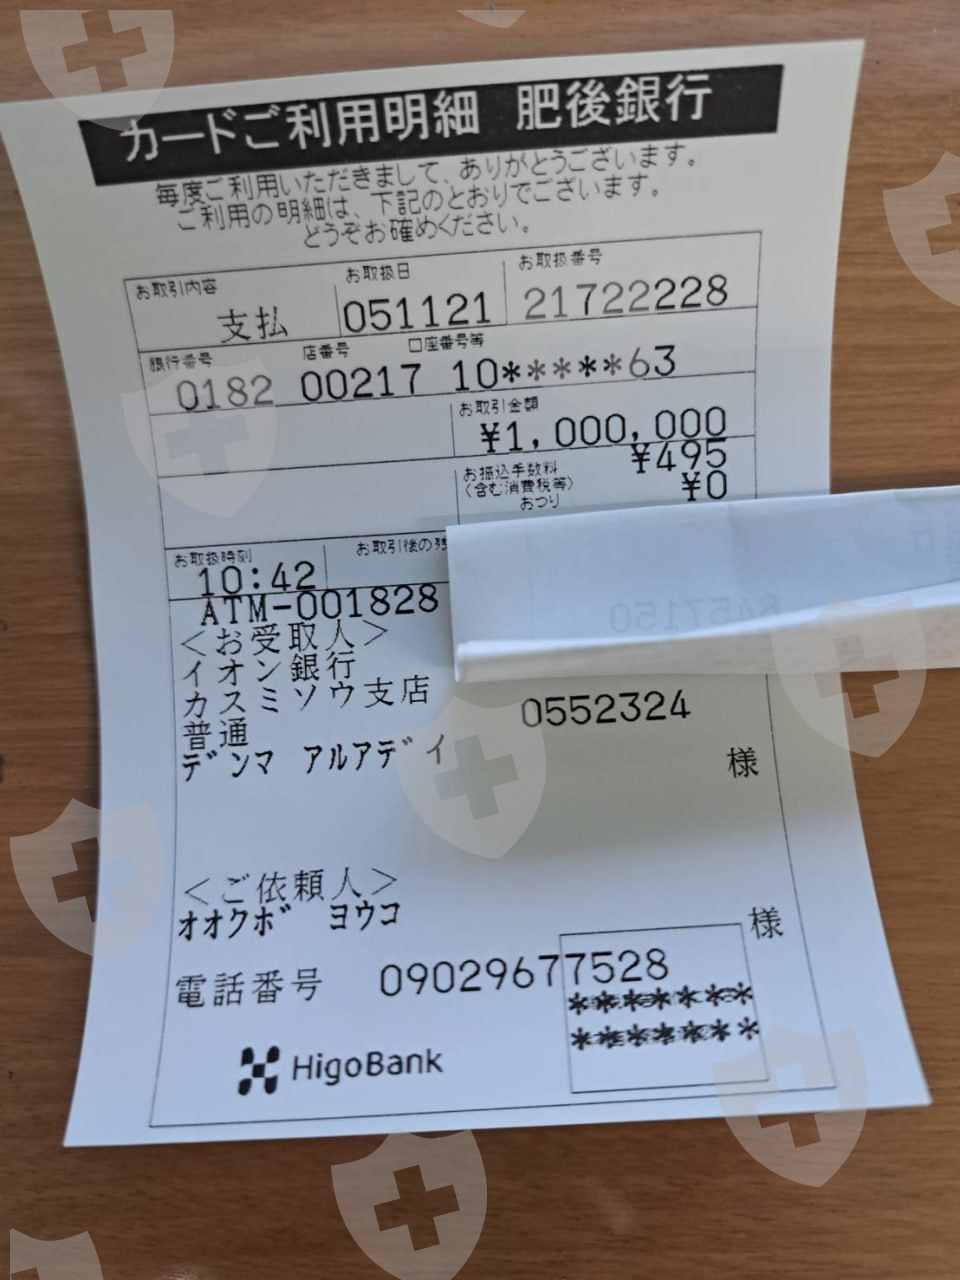 カードご利用明細 肥後銀行
毎度ご利用いただきまして、ありがとうございます。
ご利用の明細は、下記のとおりでございます。
どうぞお確めください。
お取引内容 お取扱日 お取扱番号
支払 051121 21722228
銀行番号 店番号 口座番号等
0182 00217 10*****63
お取引金額
¥1,000,000
¥495
お振込手数料
(含む消費税等)
¥0
おつり
お取扱時刻 お取引後の残
10:42
ATM-001828
8457150
<お受取人>
イオン銀行
カスミソウ支店
普通 0552324
デンマ アルアデイ 様
<ご依頼人>
オオクボ ヨウコ 様
電話番号 09029677528
*******
*******
HigoBank